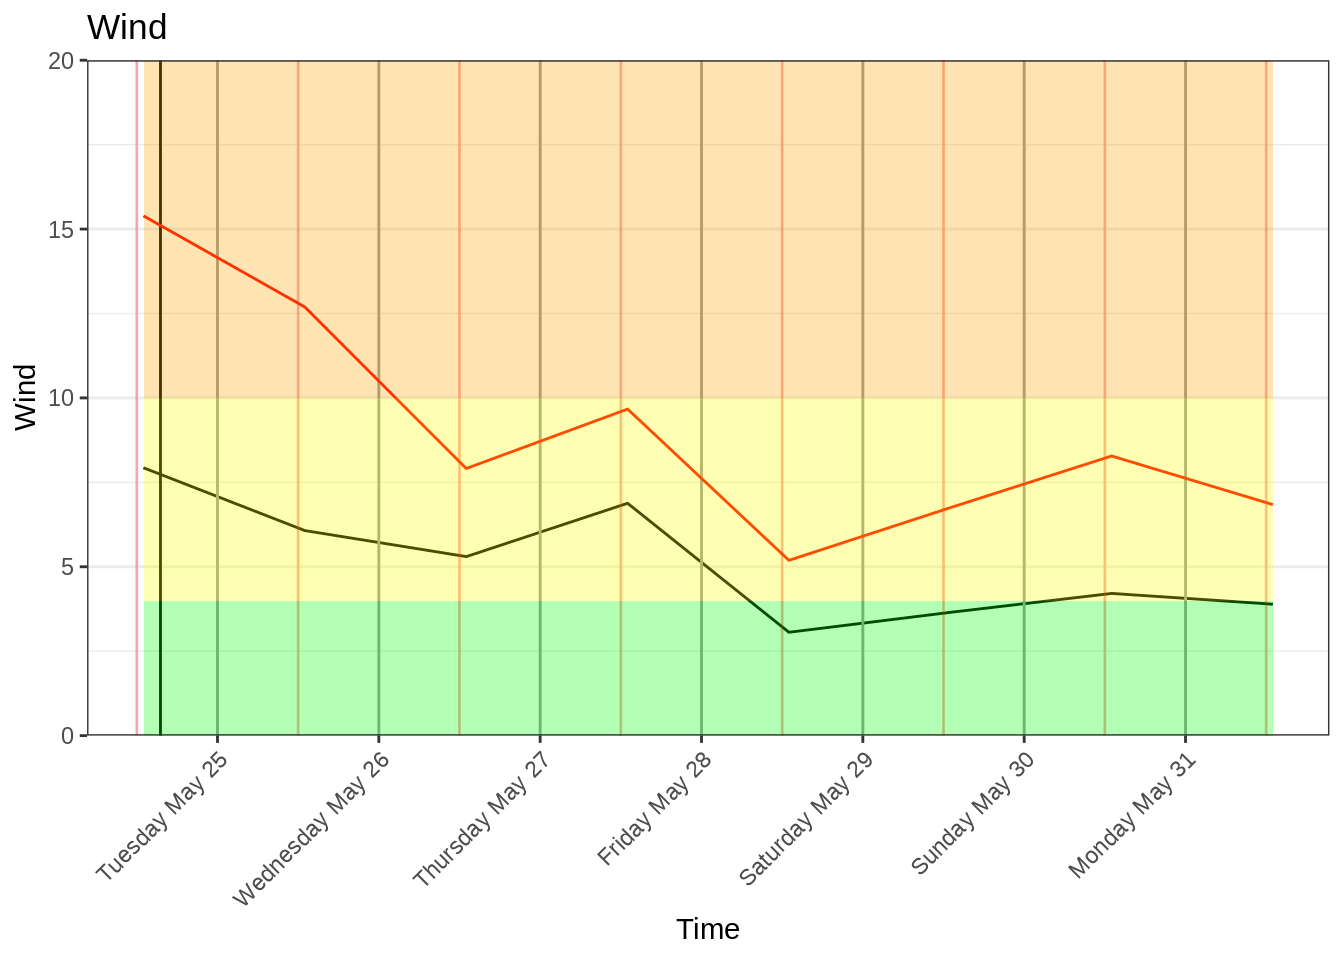 Wind
20
15
10
5
0
Wind
Tuesday May 25
Wednesday May 26
Thursday May 27
Friday May 28
Saturday May 29
Sunday May 30
Monday May 31
Time